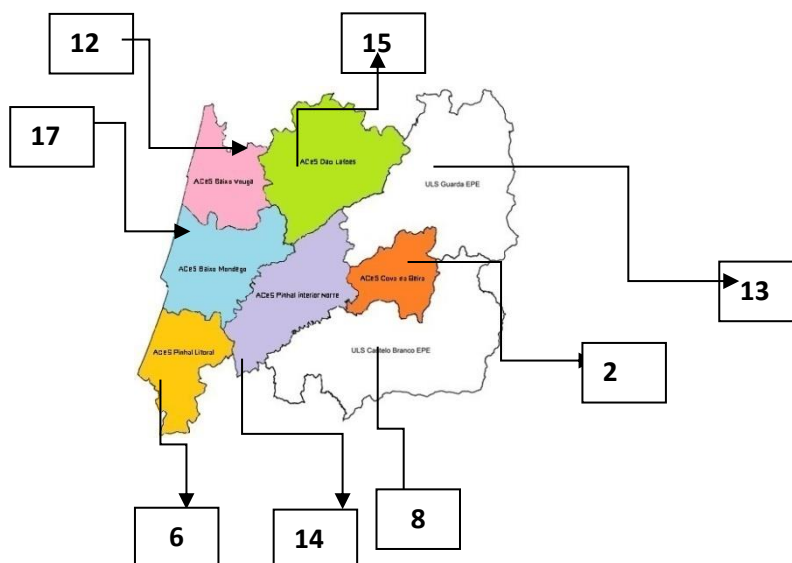 12
15
17
ACeS Dão Lafões
ACeS Baixo Vouga
ULS Guarda EPE
ACeS Baixo Mondego
ACeS Cova da Beira
13
ACeS Pinhal Interior Norte
ACeS Pinhal Litoral
ULS Castelo Branco EPE
2
6
14
8